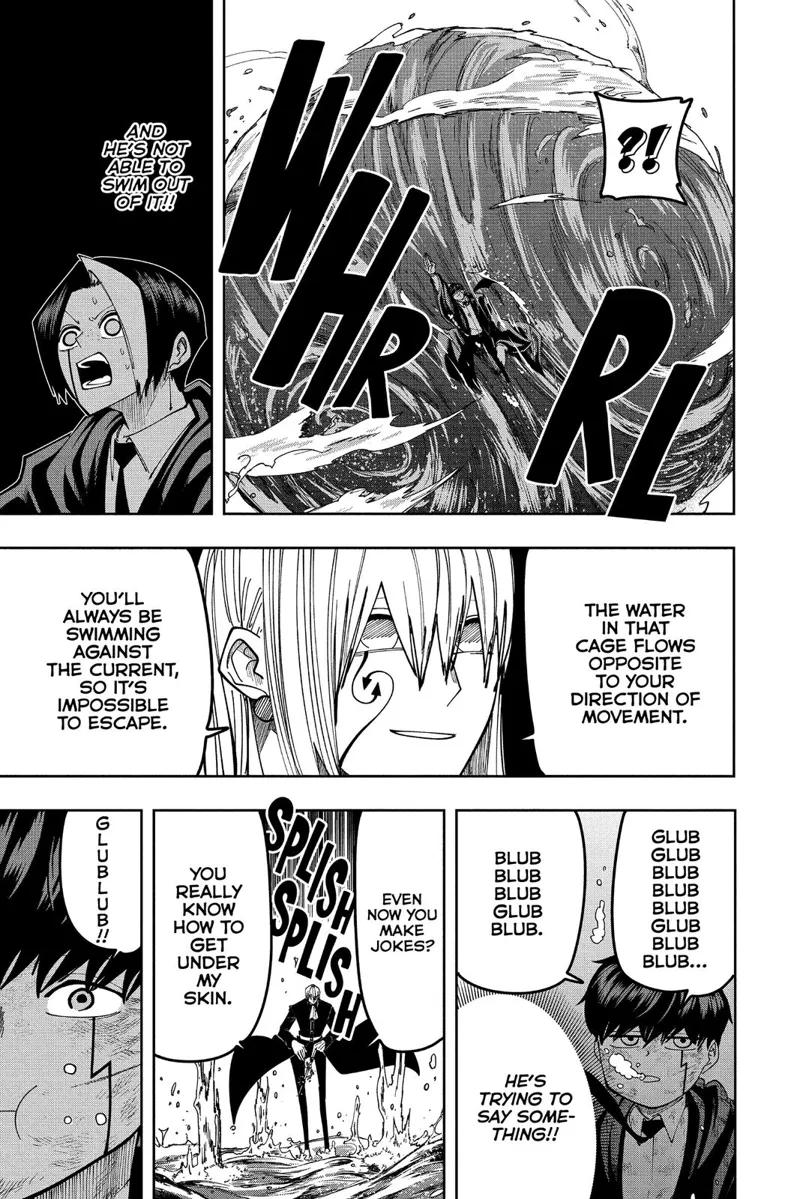 ?!
WHRRL
AND
HE'S NOT
ABLE TO
SWIM OUT
OF IT!!
THE WATER
IN THAT
CAGE FLOWS
OPPOSITE
TO YOUR
DIRECTION OF
MOVEMENT.
YOU'LL
ALWAYS BE
SWIMMING
AGAINST
THE CURRENT,
SO IT'S
IMPOSSIBLE
TO ESCAPE.
GLUB
GLUB
BLUB
BLUB
BLUB
GLUB
BLUB
BLUB...
BLUB
BLUB
BLUB
GLUB
BLUB.
HE'S
TRYING TO
SAY SOME-
THING!!
EVEN
NOW YOU
MAKE
JOKES?
SPLISH
SPLISH
YOU
REALLY
KNOW
HOW TO
GET
UNDER
MY
SKIN.
GLUBLUB!!